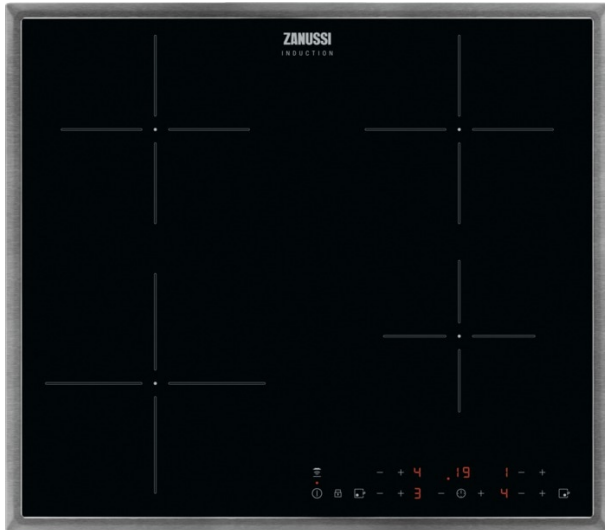 ZANUSSI
INDUCTION
- + 4 .19 1 - +
- + 3 - + 4 - +